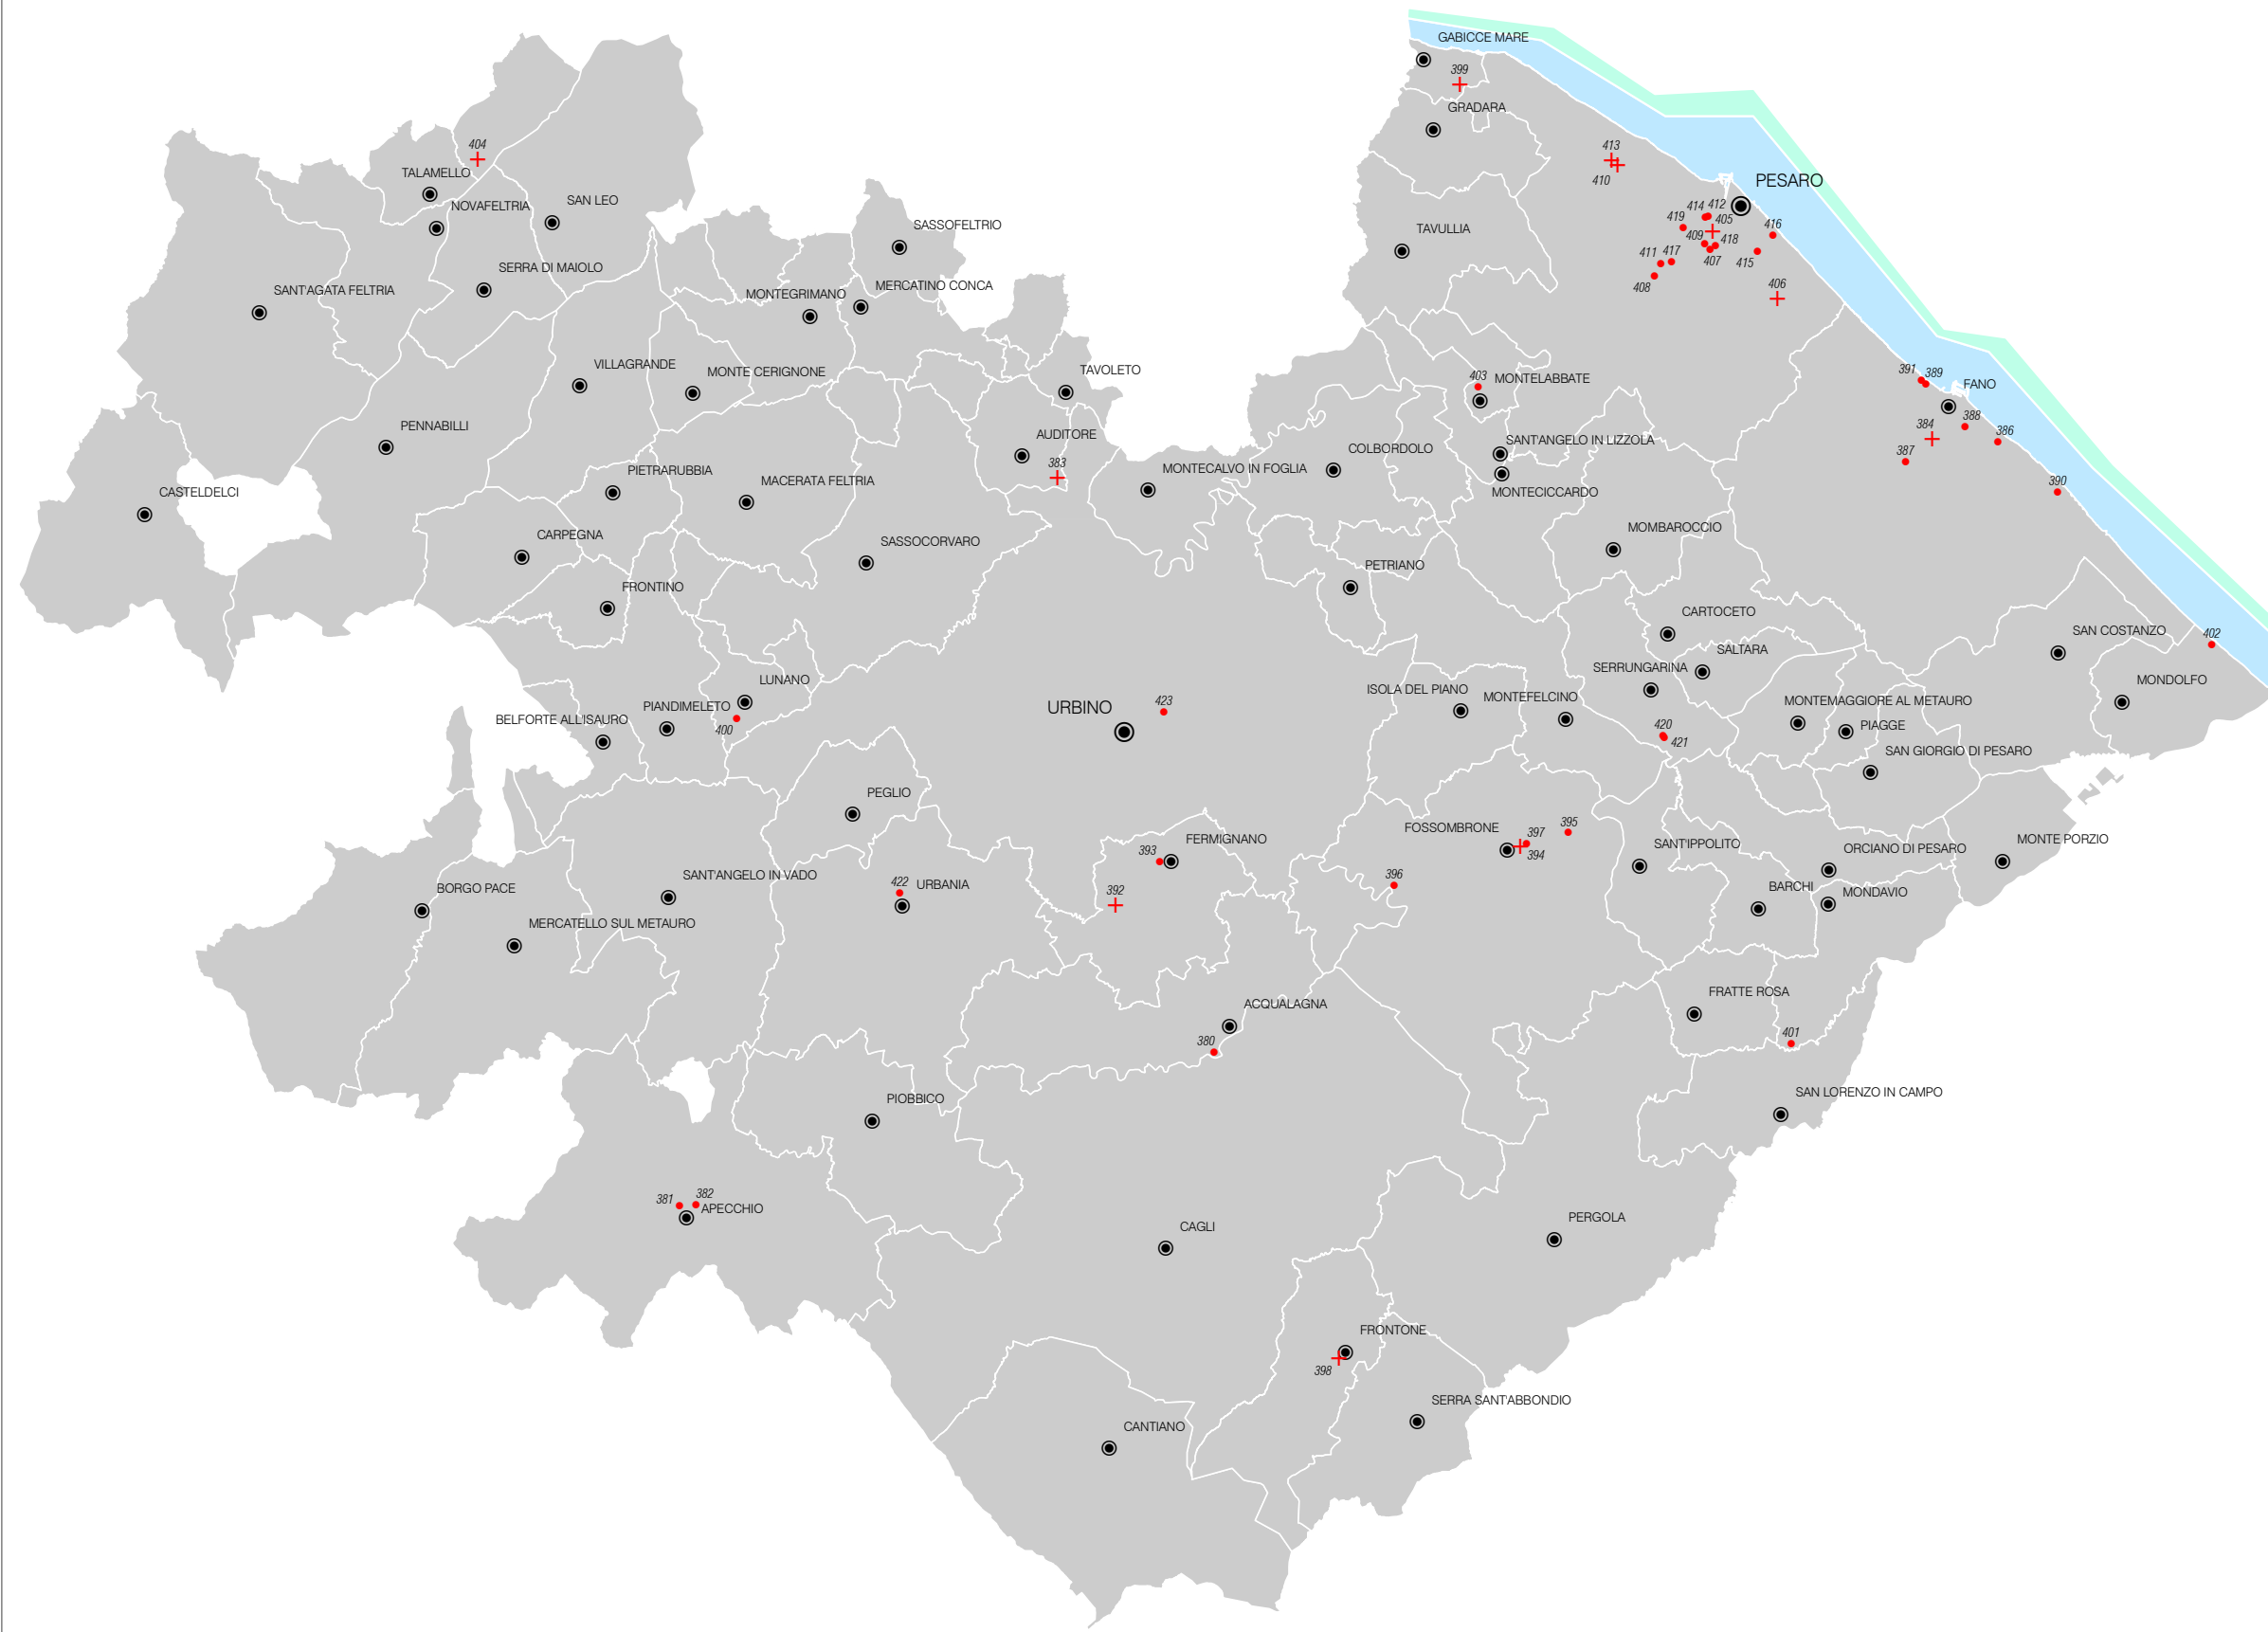 GABICCE MARE
399
GRADARA
413
410
404
TALAMELLO
NOVAFELTRIA
SAN LEO
PESARO
414
412
419
405
416
409
418
411
417
407
415
408
406
SASSOFELTRIO
TAVULLIA
SERRA DI MAIOLO
SANT'AGATA FELTRIA
MONTEGRIMANO
MERCATINO CONCA
VILLAGRANDE
MONTE CERIGNONE
TAVOLETO
403
MONTELABBATE
391
389
FANO
388
384
386
387
390
PENNABILLI
AUDITORE
383
COLBORDOLO
SANT'ANGELO IN LIZZOLA
MONTECALVO IN FOGLIA
MONTECICCARDO
PIETRARUBBIA
MACERATA FELTRIA
CASTELDELCI
CARPEGNA
SASSOCORVARO
MOMBAROCCIO
PETRIANO
FRONTINO
CARTOCETO
SAN COSTANZO
402
SALTARA
SERRUNGARINA
LUNANO
ISOLA DEL PIANO
MONTEFELCINO
MONTEMAGGIORE AL METAURO
MONDOLFO
PIANDIMELETO
400
BELFORTE ALL'ISAURO
URBINO
423
420
421
PIAGGE
SAN GIORGIO DI PESARO
PEGLIO
FOSSOMBRONE
397
394
395
393
FERMIGNANO
SANT'IPPOLITO
ORCIANO DI PESARO
MONTE PORZIO
SANT'ANGELO IN VADO
422
URBANIA
392
396
BARCHI
MONDAVIO
BORGO PACE
MERCATELLO SUL METAURO
FRATTE ROSA
ACQUALAGNA
380
401
PIOBBICO
SAN LORENZO IN CAMPO
381
382
APECCHIO
CAGLI
PERGOLA
FRONTONE
398
SERRA SANT'ABBONDIO
CANTIANO